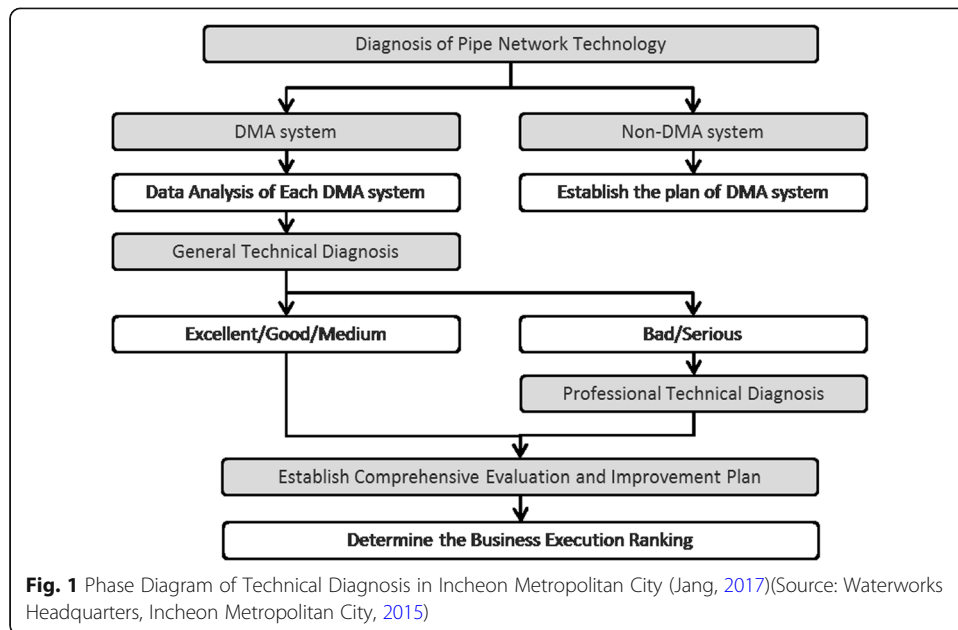 Diagnosis of Pipe Network Technology
DMA system
Non-DMA system
Data Analysis of Each DMA system
Establish the plan of DMA system
General Technical Diagnosis
Excellent/Good/Medium
Bad/Serious
Professional Technical Diagnosis
Establish Comprehensive Evaluation and Improvement Plan
Determine the Business Execution Ranking
Fig. 1 Phase Diagram of Technical Diagnosis in Incheon Metropolitan City (Jang, 2017)(Source: Waterworks
Headquarters, Incheon Metropolitan City, 2015)